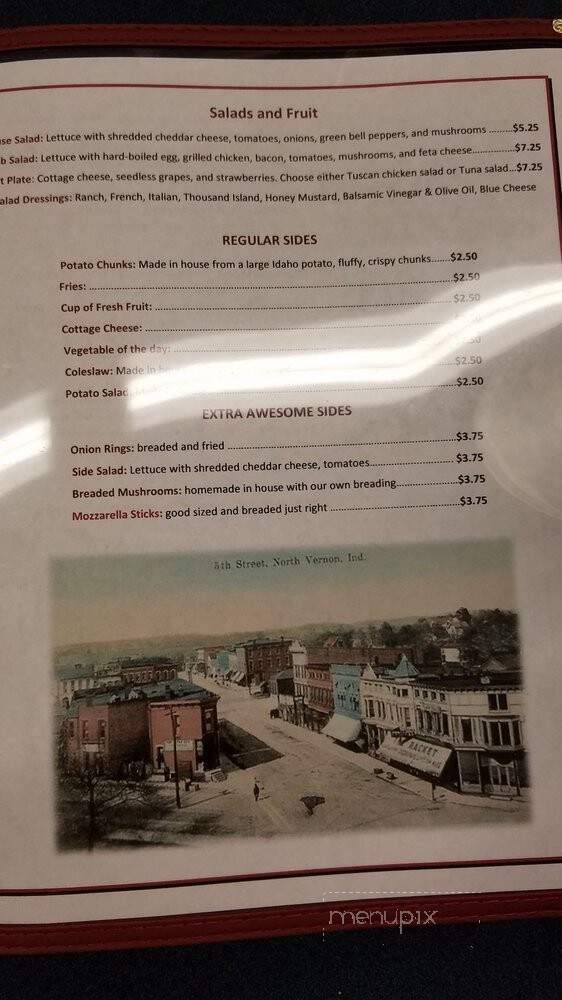 Salads and Fruit
se Salad: Lettuce with shredded cheddar cheese, tomatoes, onions, green bell peppers, and mushrooms ........$5.25
b Salad: Lettuce with hard-boiled egg, grilled chicken, bacon, tomatoes, mushrooms, and feta cheese..............$7.25
t Plate: Cottage cheese, seedless grapes, and strawberries. Choose either Tuscan chicken salad or Tuna salad...$7.25
alad Dressings: Ranch, French, Italian, Thousand Island, Honey Mustard, Balsamic Vinegar & Olive Oil, Blue Cheese
REGULAR SIDES
Potato Chunks: Made in house from a large Idaho potato, fluffy, crispy chunks......$2.50
Fries: ........................ $2.50
Cup of Fresh Fruit: ........................ $2.50
Cottage Cheese: ........................
Vegetable of the day: ........................
Coleslaw: Made in $2.50
Potato Salad ........................ $2.50
EXTRA AWESOME SIDES
Onion Rings: breaded and fried ........................$3.75
Side Salad: Lettuce with shredded cheddar cheese, tomatoes........................ $3.75
Breaded Mushrooms: homemade in house with our own breading..................$3.75
Mozzarella Sticks: good sized and breaded just right ........................$3.75
5th Street, North Vernon, Ind.
RACKET
menupix